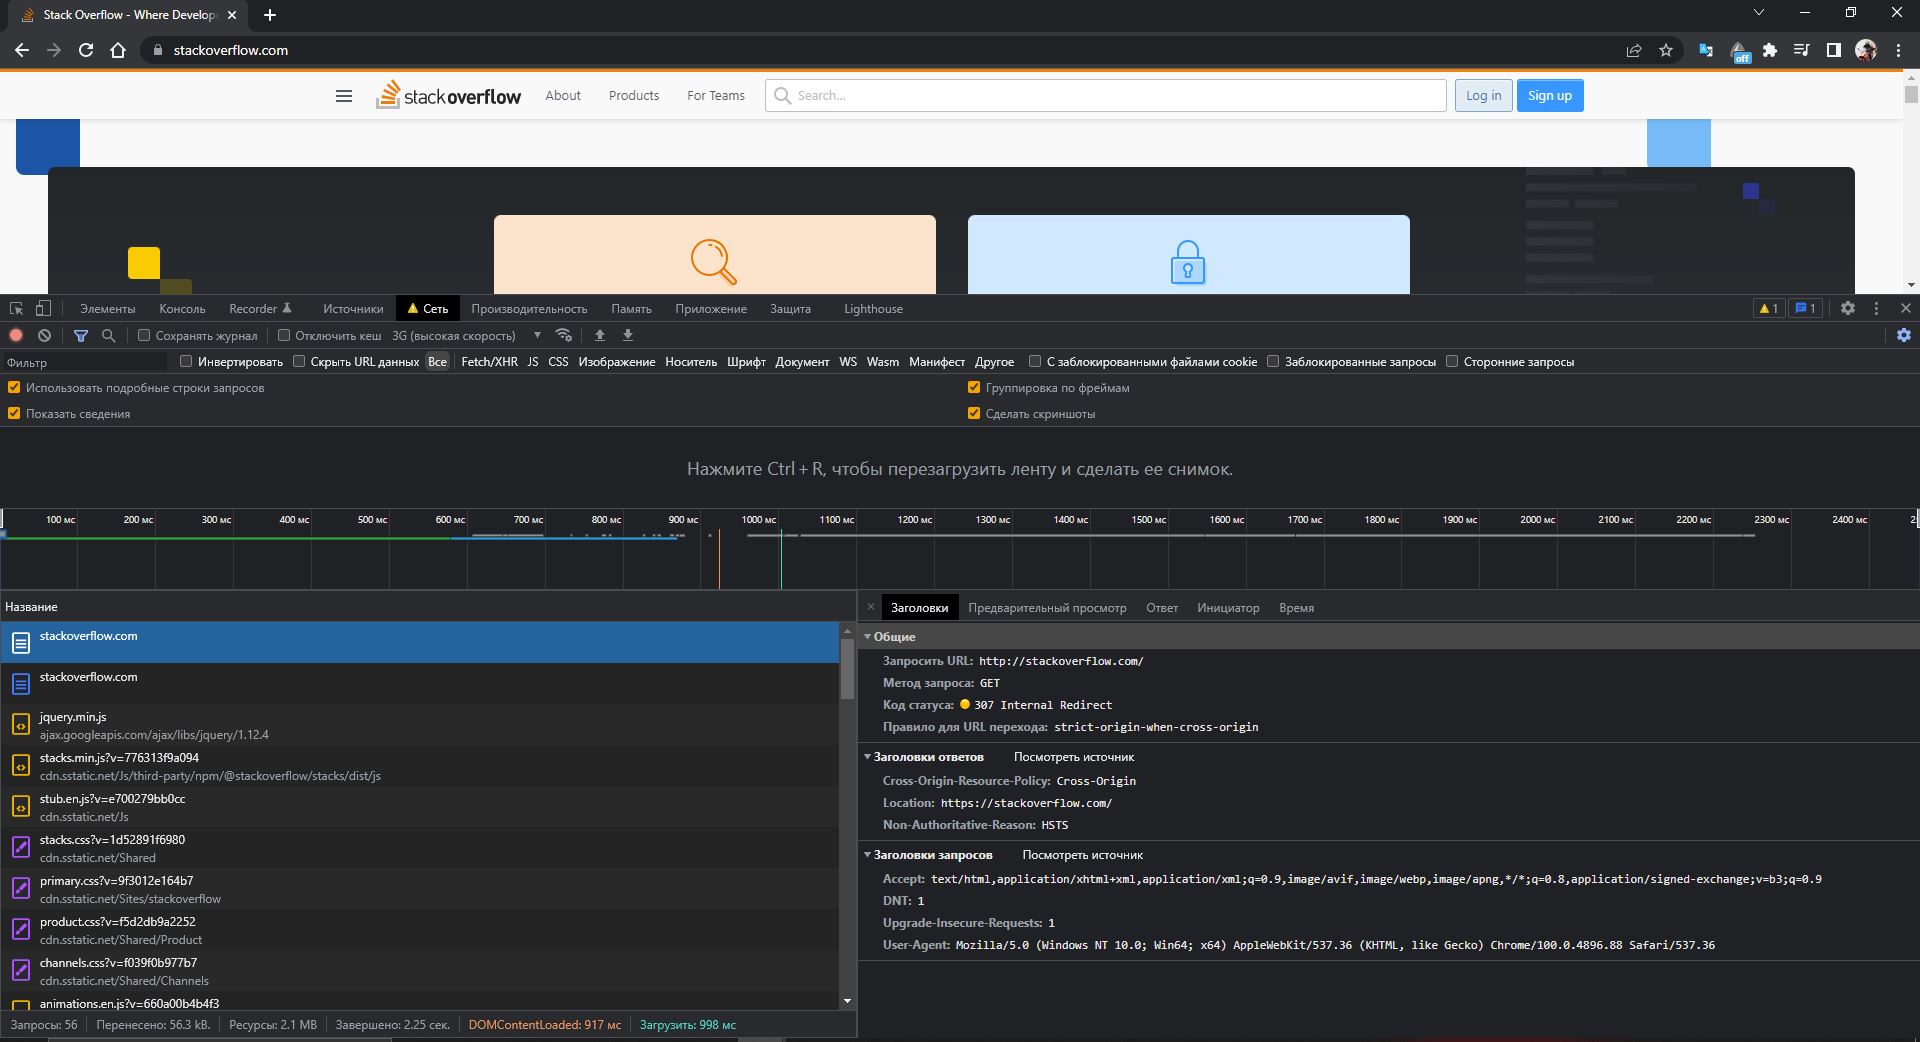 Stack Overflow - Where Develop
stackoverflow.com
off
stackoverflow
About
Products
For Teams
Search...
Log in
Sign up
Элементы
Консоль
Recorder
Источники
Сеть
Производительность
Память
Приложение
Защита
Lighthouse
1
1
Сохранять журнал
Отключить кеш
3G (высокая скорость)
Фильтр
Инвертировать
Скрыть URL данных
Все
Fetch/XHR
JS
CSS
Изображение
Носитель
Шрифт
Документ
WS
Wasm
Манифест
Другое
С заблокированными файлами cookie
Заблокированные запросы
Сторонние запросы
Использовать подробные строки запросов
Группировка по фреймам
Показать сведения
Сделать скриншоты
Нажмите Ctrl + R, чтобы перезагрузить ленту и сделать ее снимок.
100 мс
200 мс
300 мс
400 мс
500 мс
600 мс
700 мс
800 мс
900 мс
1000 мс
1100 мс
1200 мс
1300 мс
1400 мс
1500 мс
1600 мс
1700 мс
1800 мс
1900 мс
2000 мс
2100 мс
2200 мс
2300 мс
2400 мс
Название
stackoverflow.com
stackoverflow.com
jquery.min.js
ajax.googleapis.com/ajax/libs/jquery/1.12.4
stacks.min.js?v=776313f9a094
cdn.sstatic.net/Js/third-party/npm/@stackoverflow/stacks/dist/js
stub.en.js?v=e700279bb0cc
cdn.sstatic.net/Js
stacks.css?v=1d52891f6980
cdn.sstatic.net/Shared
primary.css?v=9f3012e164b7
cdn.sstatic.net/Sites/stackoverflow
product.css?v=f5d2db9a2252
cdn.sstatic.net/Shared/Product
channels.css?v=f039f0b977b7
cdn.sstatic.net/Shared/Channels
animations.en.js?v=660a00b4b4f3
Запросы: 56
Перенесено: 56.3 kB.
Ресурсы: 2.1 MB
Завершено: 2.25 сек.
DOMContentLoaded: 917 мс
Загрузить: 998 мс
Заголовки
Предварительный просмотр
Ответ
Инициатор
Время
Общие
Запросить URL: http://stackoverflow.com/
Метод запроса: GET
Код статуса: 307 Internal Redirect
Правило для URL перехода: strict-origin-when-cross-origin
Заголовки ответов
Посмотреть источник
Cross-Origin-Resource-Policy: Cross-Origin
Location: https://stackoverflow.com/
Non-Authoritative-Reason: HSTS
Заголовки запросов
Посмотреть источник
Accept: text/html,application/xhtml+xml,application/xml;q=0.9,image/avif,image/webp,image/apng,*/*;q=0.8,application/signed-exchange;v=b3;q=0.9
DNT: 1
Upgrade-Insecure-Requests: 1
User-Agent: Mozilla/5.0 (Windows NT 10.0; Win64; x64) AppleWebKit/537.36 (KHTML, like Gecko) Chrome/100.0.4896.88 Safari/537.36